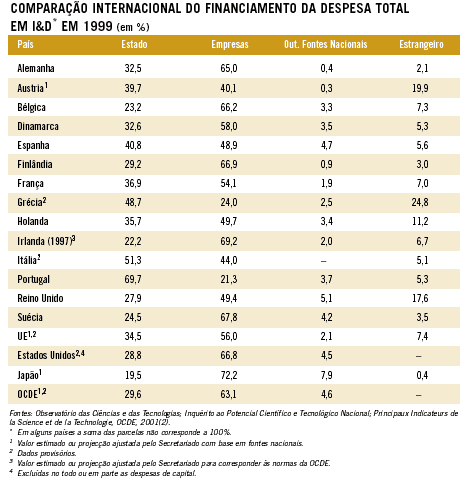 COMPARAÇÃO INTERNACIONAL DO FINANCIAMENTO DA DESPESA TOTAL
EM I&D* EM 1999 (em %)
País Estado Empresas Out. Fontes Nacionais Estrangeiro
Alemanha 32,5 65,0 0,4 2,1
Austria1 39,7 40,1 0,3 19,9
Bélgica 23,2 66,2 3,3 7,3
Dinamarca 32,6 58,0 3,5 5,3
Espanha 40,8 48,9 4,7 5,6
Finlândia 29,2 66,9 0,9 3,0
França 36,9 54,1 1,9 7,0
Grécia2 48,7 24,0 2,5 24,8
Holanda 35,7 49,7 3,4 11,2
Irlanda (1997)3 22,2 69,2 2,0 6,7
Itália2 51,3 44,0 – 5,1
Portugal 69,7 21,3 3,7 5,3
Reino Unido 27,9 49,4 5,1 17,6
Suécia 24,5 67,8 4,2 3,5
UE1,2 34,5 56,0 2,1 7,4
Estados Unidos2,4 28,8 66,8 4,5 –
Japão1 19,5 72,2 7,9 0,4
OCDE1,2 29,6 63,1 4,6 –
Fontes: Observatório das Ciências e das Tecnologias; Inquérito ao Potencial Científico e Tecnológico Nacional; Principaux Indicateurs de
la Science et de la Technologie, OCDE, 2001(2).
* Em alguns países a soma das parcelas não corresponde a 100%.
1 Valor estimado ou projecção ajustada pelo Secretariado com base em fontes nacionais.
2 Dados provisórios.
3 Valor estimado ou projecção ajustada pelo Secretariado para corresponder às normas da OCDE.
4 Excluídas no todo ou em parte as despesas de capital.